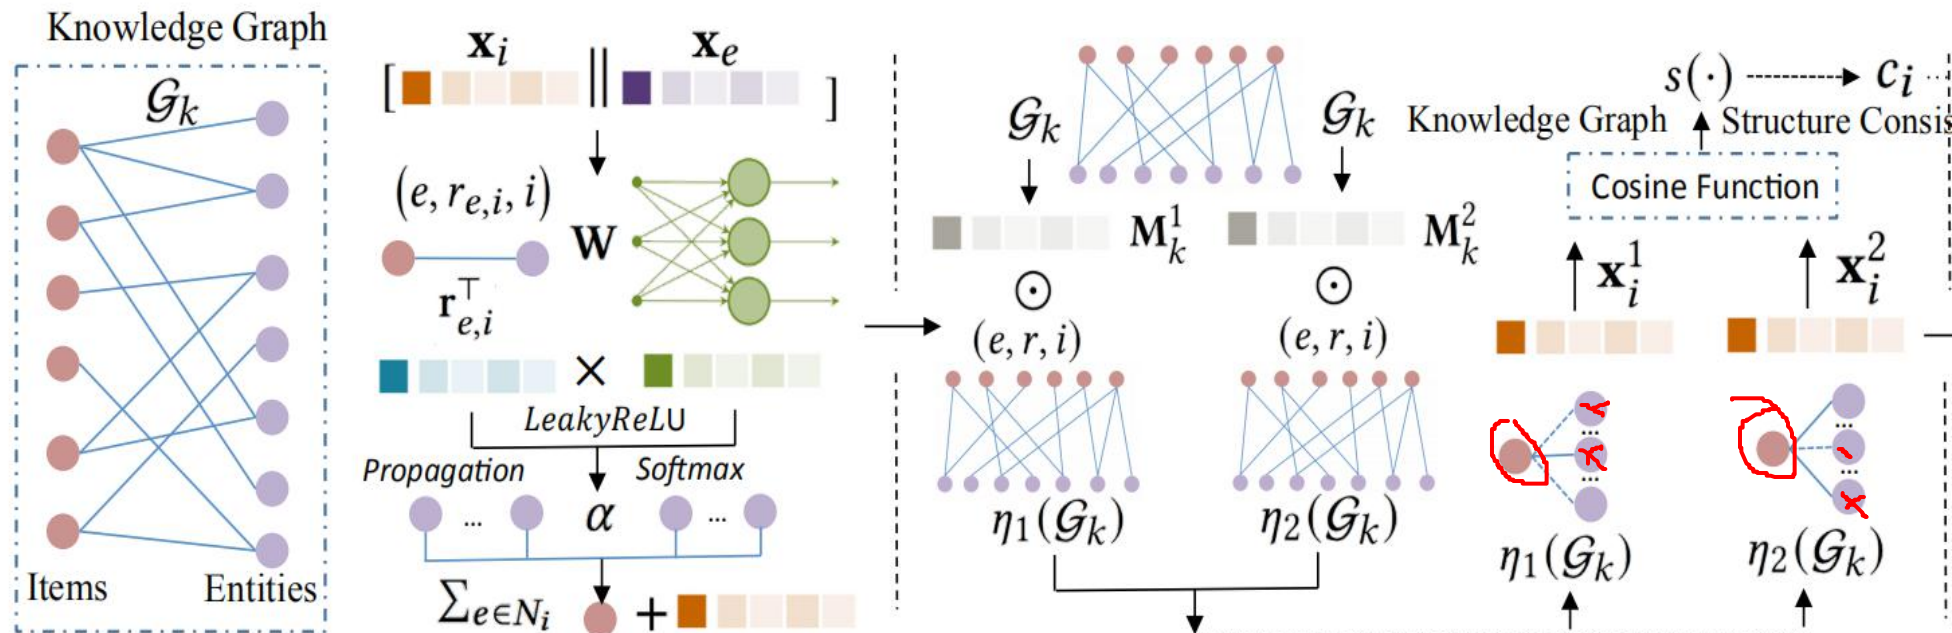 Knowledge Graph
𝒢k
Items
Entities
[ xi || xe ]
(e, re,i, i)
W
r⊤e,i
×
LeakyReLU
Propagation
Softmax
... α ...
∑e∈Ni
+
𝒢k
𝒢k
M1k
M2k
⊙
⊙
(e, r, i)
(e, r, i)
η1(𝒢k)
η2(𝒢k)
s(·) ci ...
Knowledge Graph Structure Consis
Cosine Function
x1i
x2i
...
...
...
...
η1(𝒢k)
η2(𝒢k)